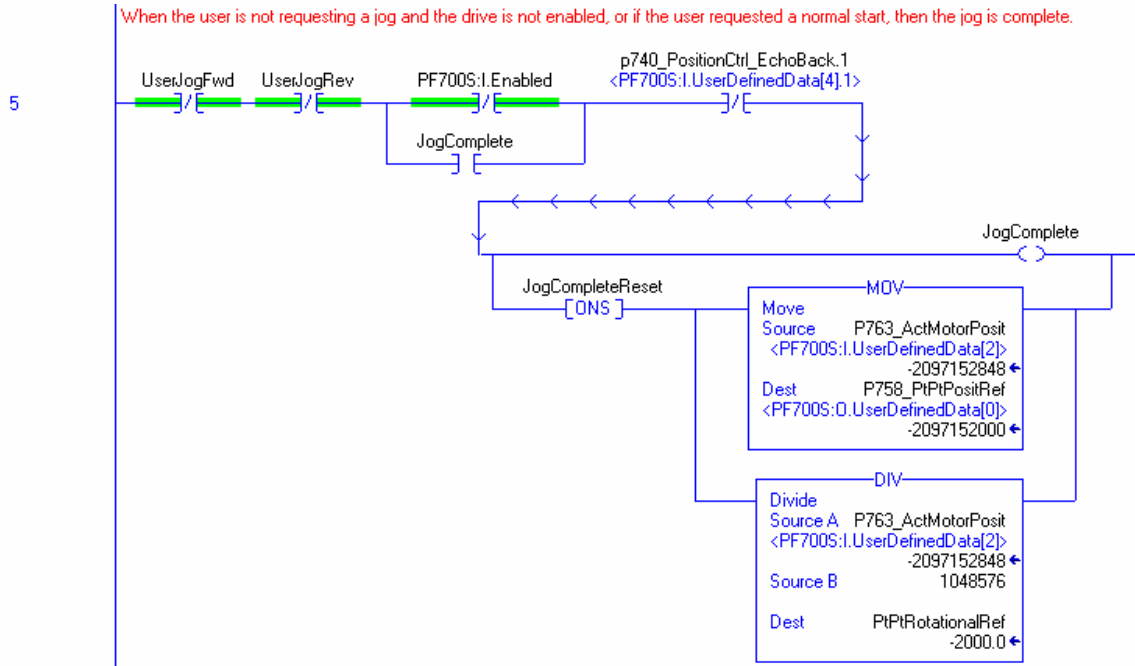 When the user is not requesting a jog and the drive is not enabled, or if the user requested a normal start, then the jog is complete.
p740_PositionCtrl_EchoBack.1
UserJogFwd UserJogRev PF700S:I.Enabled <PF700S:I.UserDefinedData[4].1>
5
JogComplete
JogComplete
JogCompleteReset
ONS
MOV
Move
Source P763_ActMotorPosit
<PF700S:I.UserDefinedData[2]>
-2097152848
Dest P758_PtPtPositRef
<PF700S:O.UserDefinedData[0]>
-2097152000
DIV
Divide
Source A P763_ActMotorPosit
<PF700S:I.UserDefinedData[2]>
-2097152848
Source B 1048576
Dest PtPtRotationalRef
-2000.0